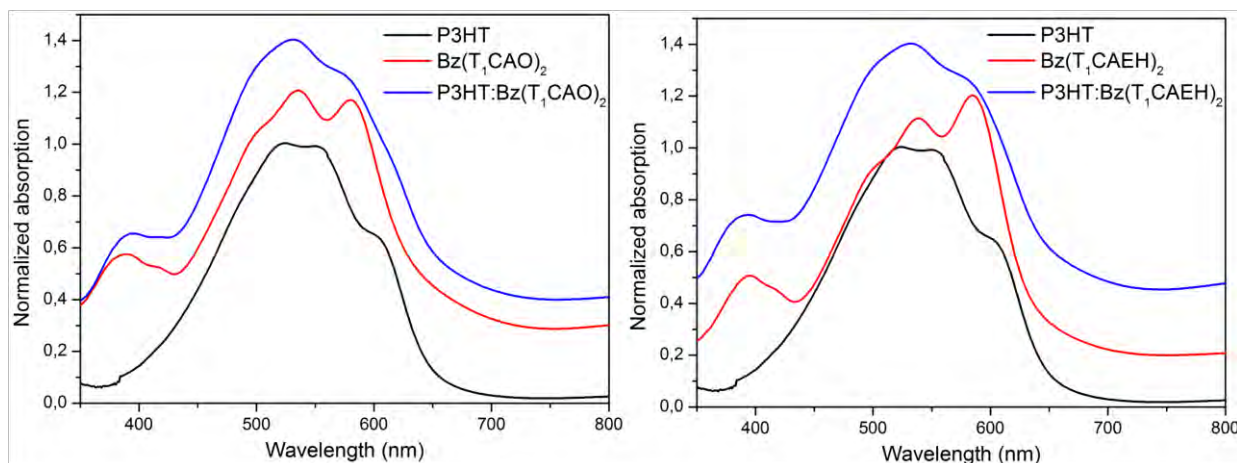 P3HT
Bz(T₁CAO)₂
P3HT:Bz(T₁CAO)₂
1,4
1,2
1,0
0,8
0,6
0,4
0,2
0,0
Normalized absorption
400
500
600
700
800
Wavelength (nm)
P3HT
Bz(T₁CAEH)₂
P3HT:Bz(T₁CAEH)₂
1,4
1,2
1,0
0,8
0,6
0,4
0,2
0,0
Normalized absorption
400
500
600
700
800
Wavelength (nm)